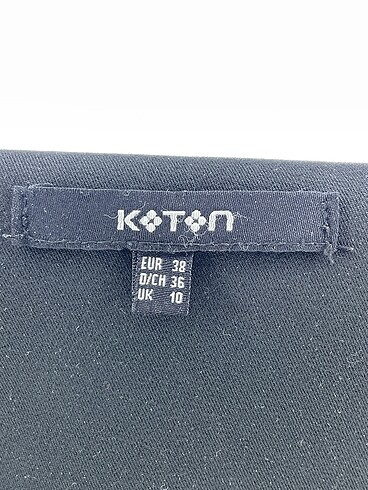 KOTON
EUR 38
D/CH 36
UK 10